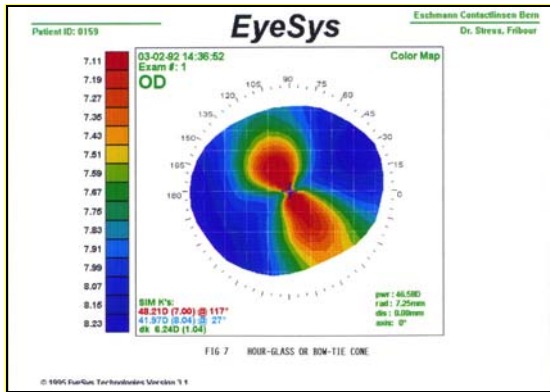 Patient ID: 0159
EyeSys
Eschmann Contactlinsen Bern
Dr. Stress, Fribour
03-02-92 14:36:52
Exam #: 1
OD
Color Map
7.11
7.19
7.27
7.35
7.43
7.51
7.59
7.67
7.75
7.83
7.91
7.99
8.07
8.15
8.23
90
105
75
120
60
135
45
30
15
195
180
0
SIM K's:
48.21D (7.00) @ 117°
41.97D (8.04) @ 27°
dk 6.24D (1.04)
pwr : 46.58D
rad : 7.25mm
dis : 0.00mm
axis: 0°
FIG 7 HOUR-GLASS OR BOW-TIE CONE
© 1995 EyeSys Technologies Version 3.1